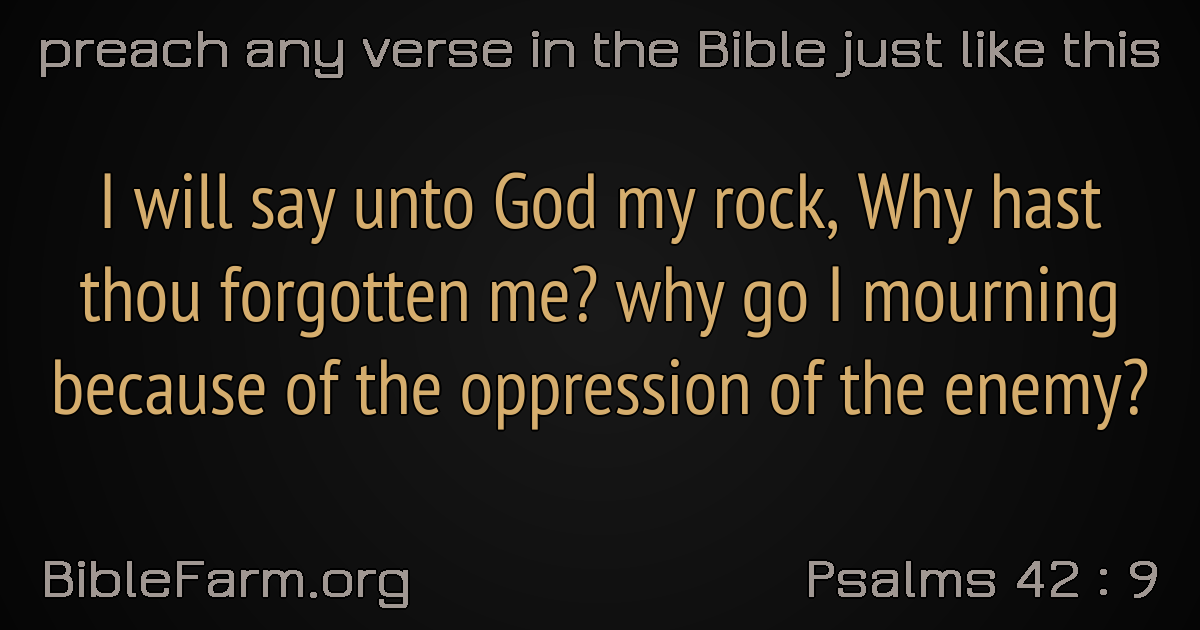 preach any verse in the Bible just like this
I will say unto God my rock, Why hast
thou forgotten me? why go I mourning
because of the oppression of the enemy?
BibleFarm.org
Psalms 42 : 9